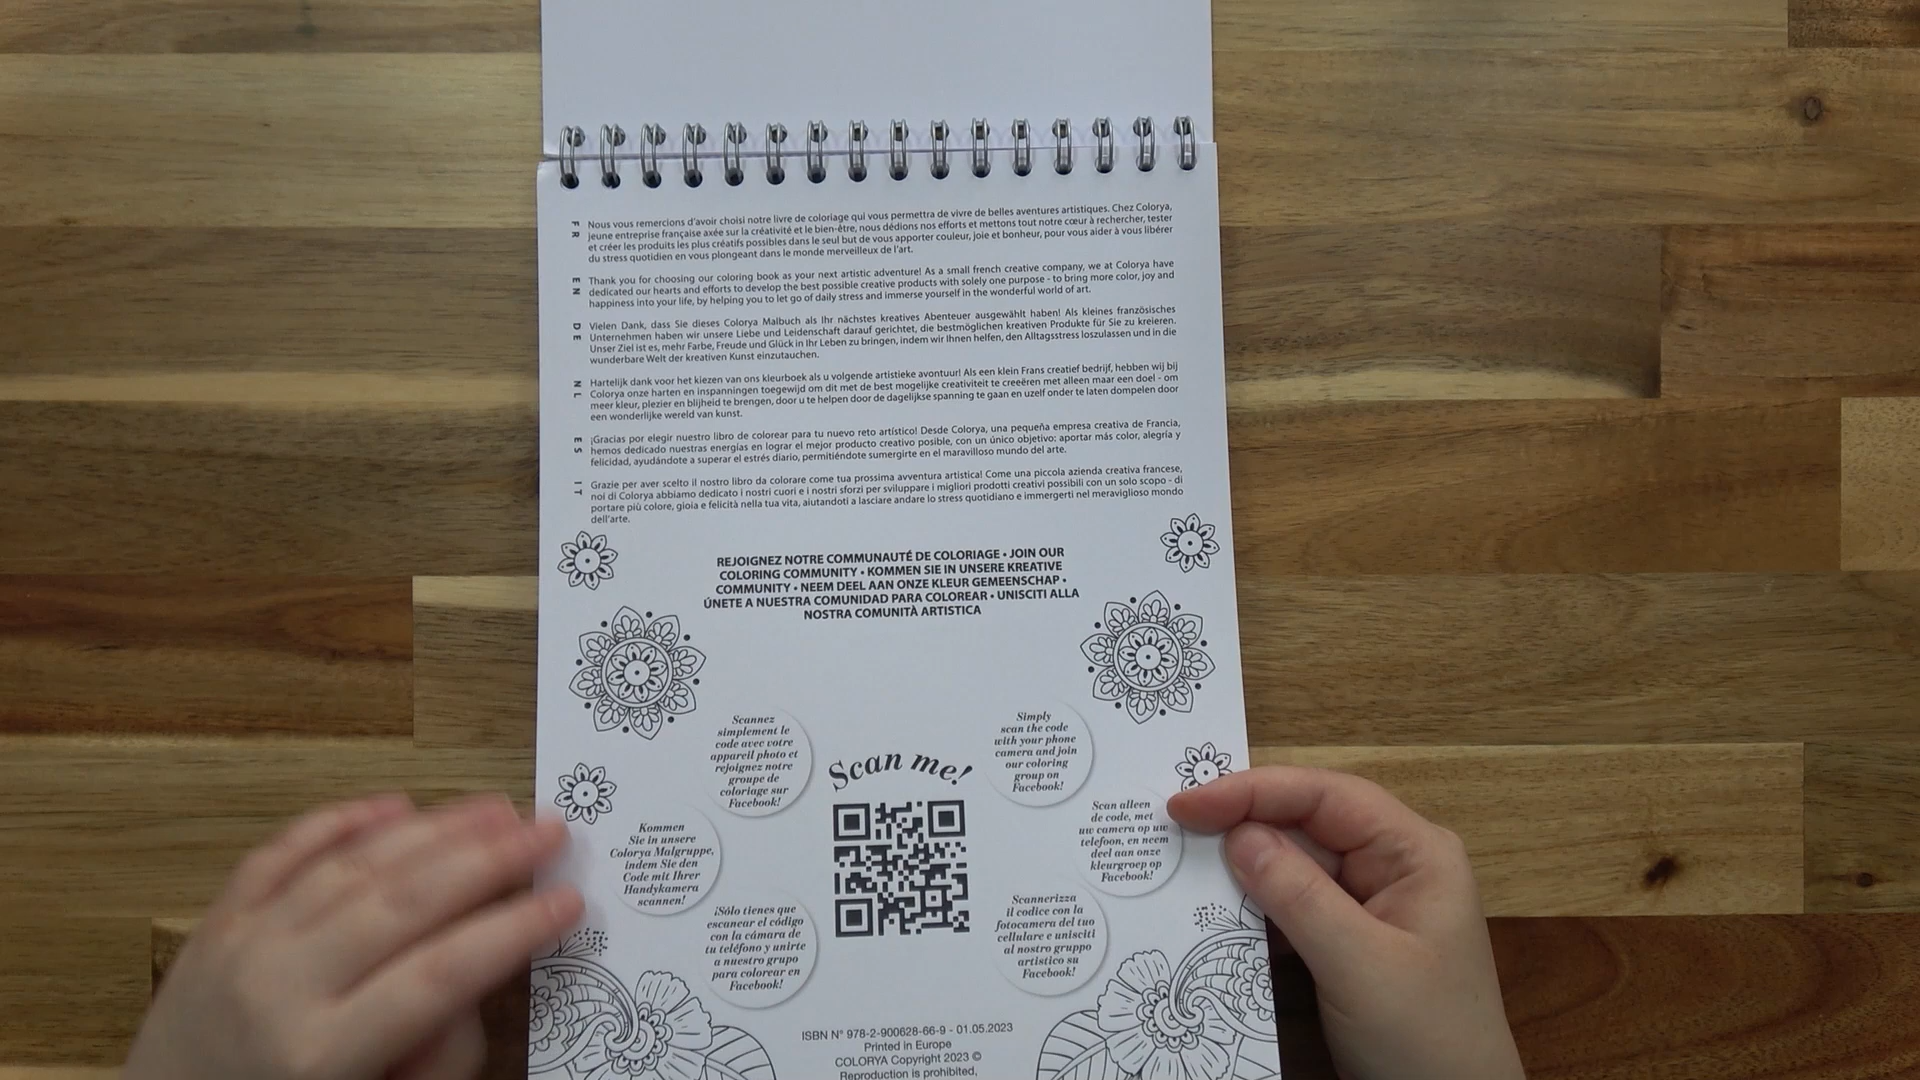 FR
Nous vous remercions d'avoir choisi notre livre de coloriage qui vous permettra de vivre de belles aventures artistiques. Chez Colorya,
jeune entreprise française axée sur la créativité et le bien-être, nous dédions nos efforts et mettons tout notre cœur à rechercher, tester
et créer les produits les plus créatifs possibles dans le seul but de vous apporter couleur, joie et bonheur, pour vous aider à vous libérer
du stress quotidien en vous plongeant dans le monde merveilleux de l'art.
EN
Thank you for choosing our coloring book as your next artistic adventure! As a small french creative company, we at Colorya have
dedicated our hearts and efforts to develop the best possible creative products with solely one purpose - to bring more color, joy and
happiness into your life, by helping you to let go of daily stress and immerse yourself in the wonderful world of art.
DE
Vielen Dank, dass Sie dieses Colorya Malbuch als Ihr nächstes kreatives Abenteuer ausgewählt haben! Als kleines französisches
Unternehmen haben wir unsere Liebe und Leidenschaft darauf gerichtet, die bestmöglichen kreativen Produkte für Sie zu kreieren.
Unser Ziel ist es, mehr Farbe, Freude und Glück in Ihr Leben zu bringen, indem wir Ihnen helfen, den Alltagsstress loszulassen und in die
wunderbare Welt der kreativen Kunst einzutauchen.
NL
Hartelijk dank voor het kiezen van ons kleurboek als u volgende artistieke avontuur! Als een klein Frans creatief bedrijf, hebben wij bij
Colorya onze harten en inspanningen toegewijd om dit met de best mogelijke creativiteit te creeëren met alleen maar een doel - om
meer kleur, plezier en blijheid te brengen, door u te helpen door de dagelijkse spanning te gaan en uzelf onder te laten dompelen door
een wonderlijke wereld van kunst.
ES
¡Gracias por elegir nuestro libro de colorear para tu nuevo reto artístico! Desde Colorya, una pequeña empresa creativa de Francia,
hemos dedicado nuestras energías en lograr el mejor producto creativo posible, con un único objetivo: aportar más color, alegría y
felicidad, ayudándote a superar el estrés diario, permitiéndote sumergirte en el maravilloso mundo del arte.
IT
Grazie per aver scelto il nostro libro da colorare come tua prossima avventura artistica! Come una piccola azienda creativa francese,
noi di Colorya abbiamo dedicato i nostri cuori e i nostri sforzi per sviluppare i migliori prodotti creativi possibili con un solo scopo - di
portare più colore, gioia e felicità nella tua vita, aiutandoti a lasciare andare lo stress quotidiano e immergerti nel meraviglioso mondo
dell'arte.
REJOIGNEZ NOTRE COMMUNAUTÉ DE COLORIAGE • JOIN OUR
COLORING COMMUNITY • KOMMEN SIE IN UNSERE KREATIVE
COMMUNITY • NEEM DEEL AAN ONZE KLEUR GEMEENSCHAP •
ÚNETE A NUESTRA COMUNIDAD PARA COLOREAR • UNISCITI ALLA
NOSTRA COMUNITÀ ARTISTICA
Scannez
simplement le
code avec votre
appareil photo et
rejoignez notre
groupe de
coloriage sur
Facebook!
Scan me!
Simply
scan the code
with your phone
camera and join
our coloring
group on
Facebook!
Kommen
Sie in unsere
Colorya Malgruppe,
indem Sie den
Code mit Ihrer
Handykamera
scannen!
Scan alleen
de code, met
uw camera op uw
telefoon, en neem
deel aan onze
kleurgroep op
Facebook!
¡Sólo tienes que
escanear el código
con la cámara de
tu teléfono y unirte
a nuestro grupo
para colorear en
Facebook!
Scannerizza
il codice con la
fotocamera del tuo
cellulare e unisciti
al nostro gruppo
artistico su
Facebook!
ISBN N° 978-2-900628-66-9 - 01.05.2023
Printed in Europe
COLORYA Copyright 2023 ©
Reproduction is prohibited,